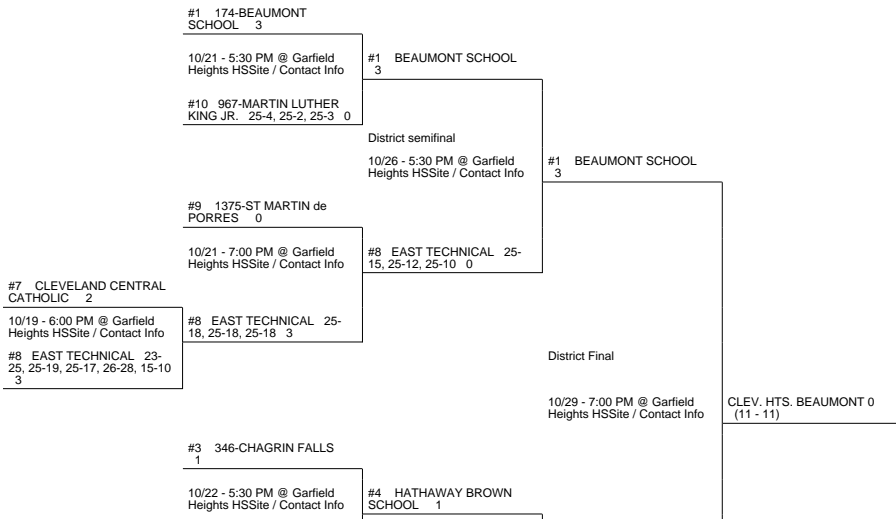 #1 174-BEAUMONT
SCHOOL 3
10/21 - 5:30 PM @ Garfield
Heights HSSite / Contact Info
#1 BEAUMONT SCHOOL
3
#10 967-MARTIN LUTHER
KING JR. 25-4, 25-2, 25-3 0
District semifinal
10/26 - 5:30 PM @ Garfield
Heights HSSite / Contact Info
#1 BEAUMONT SCHOOL
3
#9 1375-ST MARTIN de
PORRES 0
10/21 - 7:00 PM @ Garfield
Heights HSSite / Contact Info
#8 EAST TECHNICAL 25-
15, 25-12, 25-10 0
#7 CLEVELAND CENTRAL
CATHOLIC 2
10/19 - 6:00 PM @ Garfield
Heights HSSite / Contact Info
#8 EAST TECHNICAL 25-
18, 25-18, 25-18 3
#8 EAST TECHNICAL 23-
25, 25-19, 25-17, 26-28, 15-10
3
District Final
10/29 - 7:00 PM @ Garfield
Heights HSSite / Contact Info
CLEV. HTS. BEAUMONT 0
(11 - 11)
#3 346-CHAGRIN FALLS
1
10/22 - 5:30 PM @ Garfield
Heights HSSite / Contact Info
#4 HATHAWAY BROWN
SCHOOL 1